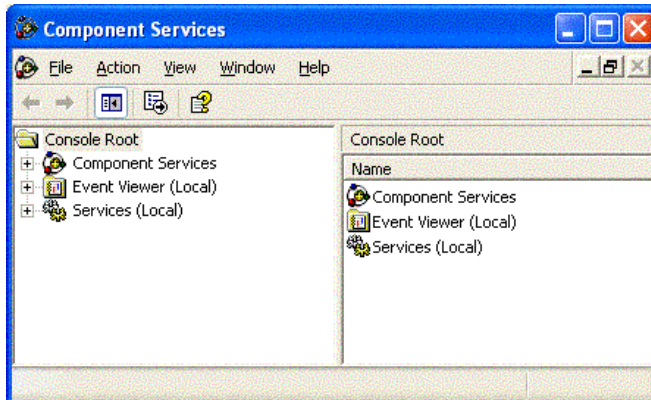 Component Services
File Action View Window Help
Console Root
Component Services
Event Viewer (Local)
Services (Local)
Console Root
Name
Component Services
Event Viewer (Local)
Services (Local)